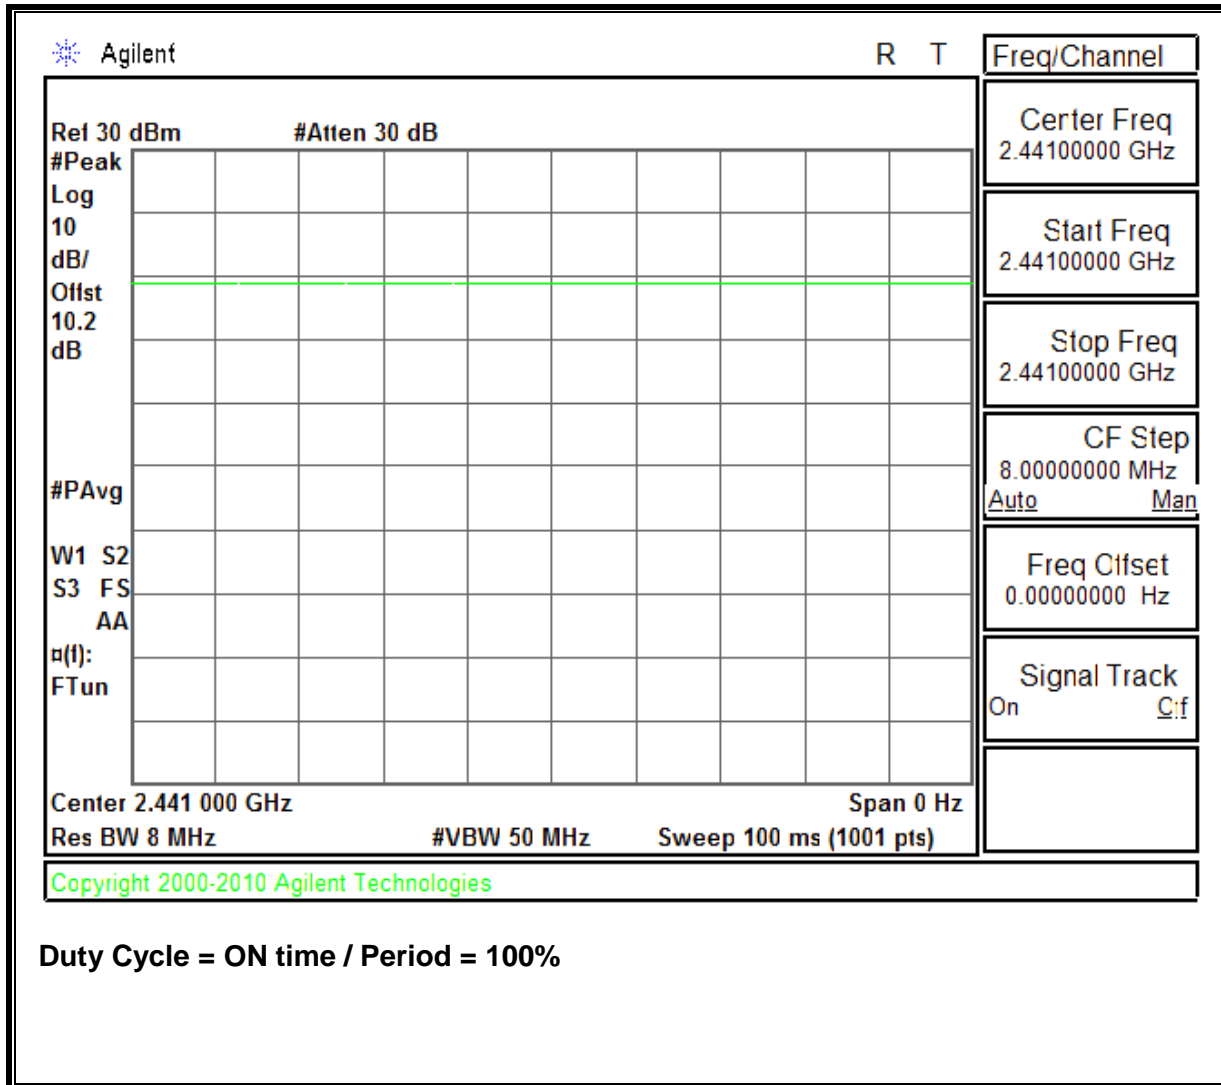 Agilent R T Freq/Channel
Ref 30 dBm #Atten 30 dB
#Peak
Log
10
dB/
Offst
10.2
dB
#PAvg
W1 S2
S3 FS
AA
¤(f):
FTun
Center 2.441 000 GHz Span 0 Hz
Res BW 8 MHz #VBW 50 MHz Sweep 100 ms (1001 pts)
Center Freq
2.44100000 GHz
Start Freq
2.44100000 GHz
Stop Freq
2.44100000 GHz
CF Step
8.00000000 MHz
Auto Man
Freq Offset
0.00000000 Hz
Signal Track
On Off
Copyright 2000-2010 Agilent Technologies
Duty Cycle = ON time / Period = 100%